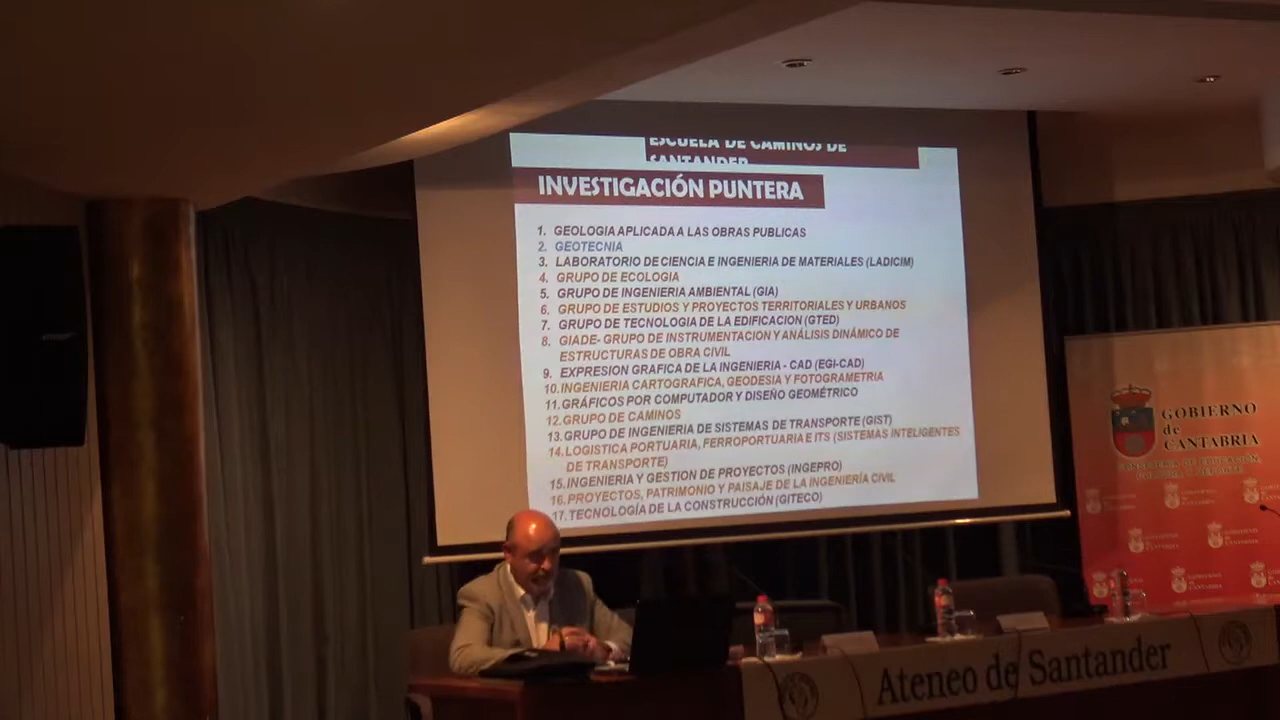 ESCUELA DE CAMINOS DE
SANTANDER
INVESTIGACIÓN PUNTERA
1. GEOLOGIA APLICADA A LAS OBRAS PUBLICAS
2. GEOTECNIA
3. LABORATORIO DE CIENCIA E INGENIERIA DE MATERIALES (LADICIM)
4. GRUPO DE ECOLOGIA
5. GRUPO DE INGENIERIA AMBIENTAL (GIA)
6. GRUPO DE ESTUDIOS Y PROYECTOS TERRITORIALES Y URBANOS
7. GRUPO DE TECNOLOGIA DE LA EDIFICACION (GTED)
8. GIADE- GRUPO DE INSTRUMENTACION Y ANÁLISIS DINÁMICO DE
ESTRUCTURAS DE OBRA CIVIL
9. EXPRESION GRAFICA DE LA INGENIERIA - CAD (EGI-CAD)
10. INGENIERIA CARTOGRAFICA, GEODESIA Y FOTOGRAMETRIA
11. GRÁFICOS POR COMPUTADOR Y DISEÑO GEOMÉTRICO
12. GRUPO DE CAMINOS
13. GRUPO DE INGENIERIA DE SISTEMAS DE TRANSPORTE (GIST)
14. LOGISTICA PORTUARIA, FERROPORTUARIA E ITS (SISTEMAS INTELIGENTES
DE TRANSPORTE)
15. INGENIERIA Y GESTION DE PROYECTOS (INGEPRO)
16. PROYECTOS, PATRIMONIO Y PAISAJE DE LA INGENIERÍA CIVIL
17. TECNOLOGÍA DE LA CONSTRUCCIÓN (GITECO)
GOBIERNO
de
CANTABRIA
CONSEJERIA DE EDUCACIÓN,
CULTURA Y DEPORTE
Ateneo de Santander